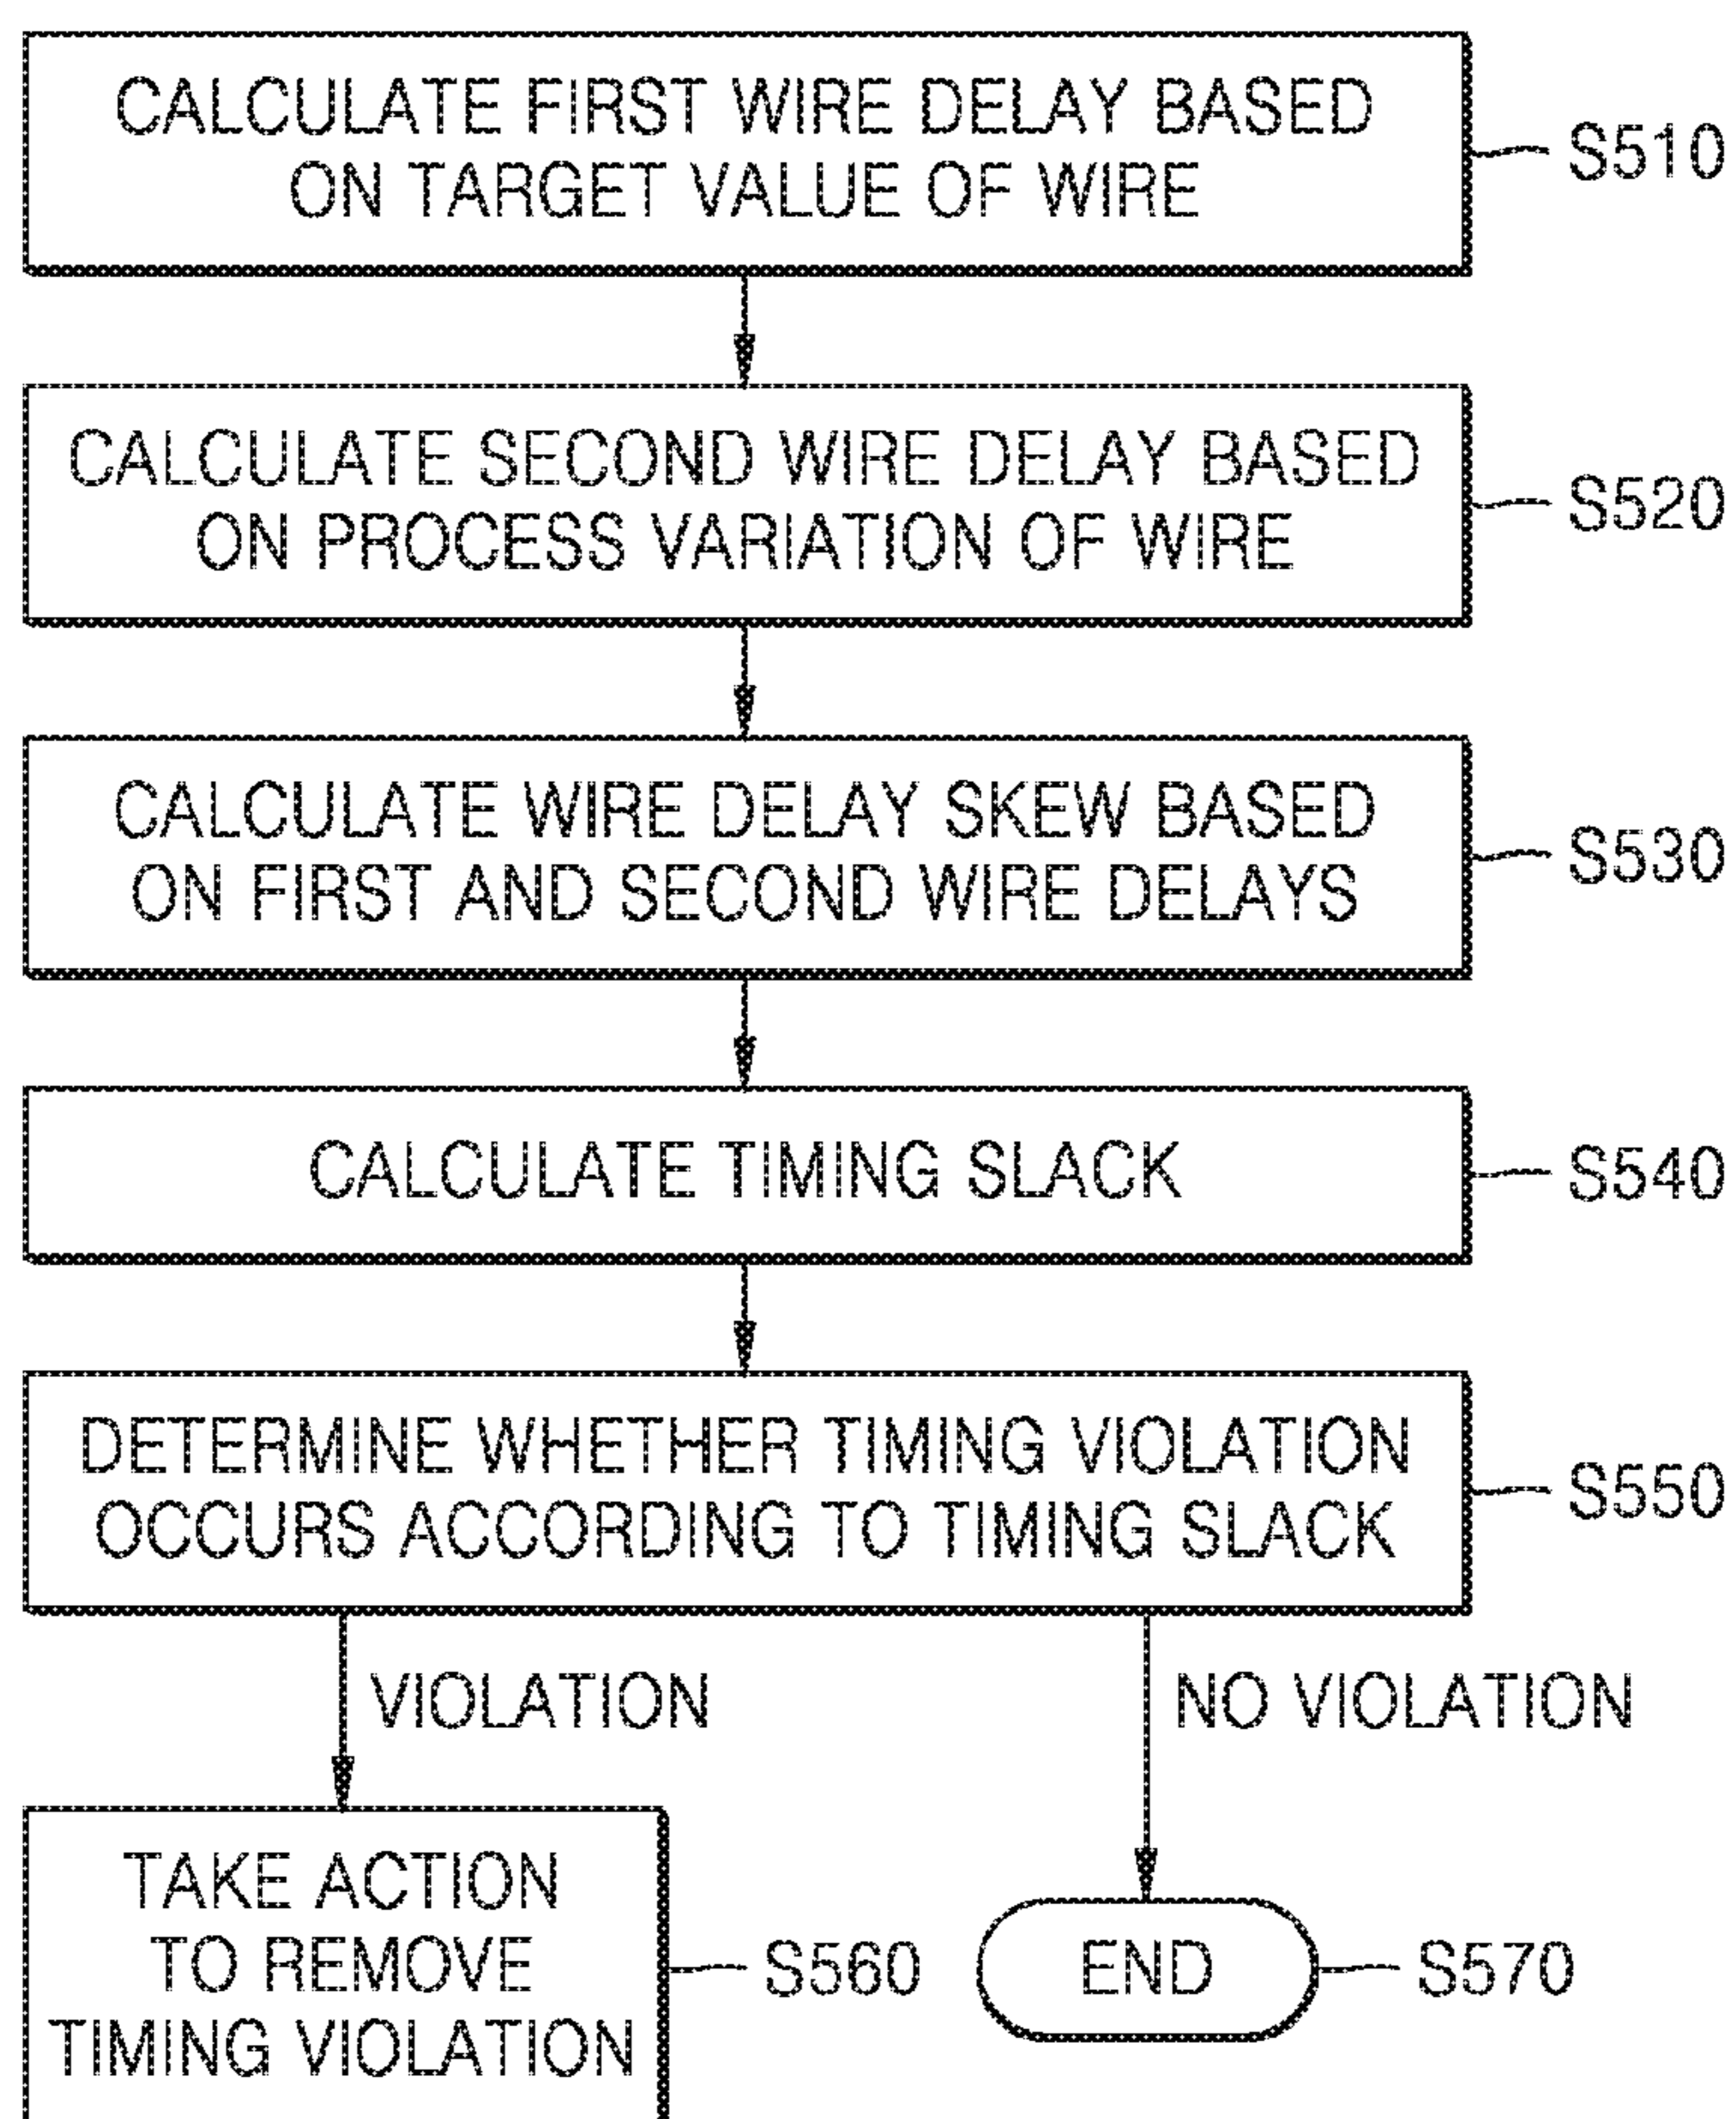 CALCULATE FIRST WIRE DELAY BASED
ON TARGET VALUE OF WIRE
S510
CALCULATE SECOND WIRE DELAY BASED
ON PROCESS VARIATION OF WIRE
S520
CALCULATE WIRE DELAY SKEW BASED
ON FIRST AND SECOND WIRE DELAYS
S530
CALCULATE TIMING SLACK
S540
DETERMINE WHETHER TIMING VIOLATION
OCCURS ACCORDING TO TIMING SLACK
S550
VIOLATION
NO VIOLATION
TAKE ACTION
TO REMOVE
TIMING VIOLATION
S560
END
S570